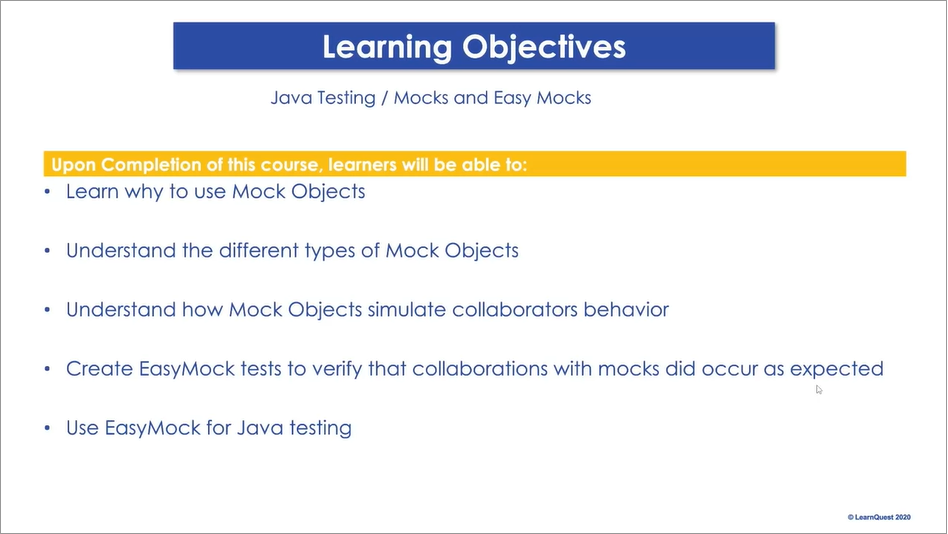 Learning Objectives
Java Testing / Mocks and Easy Mocks
Upon Completion of this course, learners will be able to:
• Learn why to use Mock Objects
• Understand the different types of Mock Objects
• Understand how Mock Objects simulate collaborators behavior
• Create EasyMock tests to verify that collaborations with mocks did occur as expected
• Use EasyMock for Java testing
© LearnQuest 2020